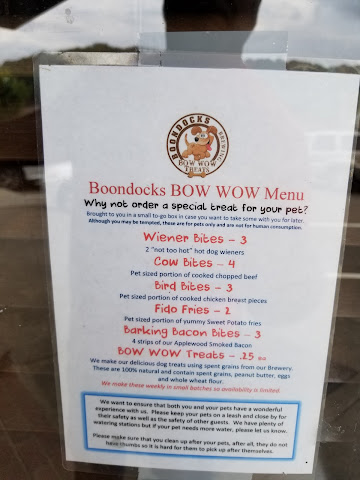 BOONDOCKS
BREWING
BOW WOW
TREATS
Boondocks BOW WOW Menu
Why not order a special treat for your pet?
Brought to you in a small to-go box in case you want to take some with you for later.
Although you may be tempted, these are for pets only and are not for human consumption.
Wiener Bites – 3
2 "not too hot" hot dog wieners
Cow Bites – 4
Pet sized portion of cooked chopped beef
Bird Bites – 3
Pet sized portion of cooked chicken breast pieces
Fido Fries – 2
Pet sized portion of yummy Sweet Potato fries
Barking Bacon Bites – 3
4 strips of our Applewood Smoked Bacon
BOW WOW Treats – .25 ea
We make our delicious dog treats using spent grains from our Brewery.
These are 100% natural and contain spent grains, peanut butter, eggs
and whole wheat flour.
We make these weekly in small batches so availability is limited.
We want to ensure that both you and your pets have a wonderful
experience with us. Please keep your pets on a leash and close by for
their safety as well as the safety of other guests. We have plenty of
watering stations but if your pet needs more water, please let us know.
Please make sure that you clean up after your pets, after all, they do not
have thumbs so it is hard for them to pick up after themselves.